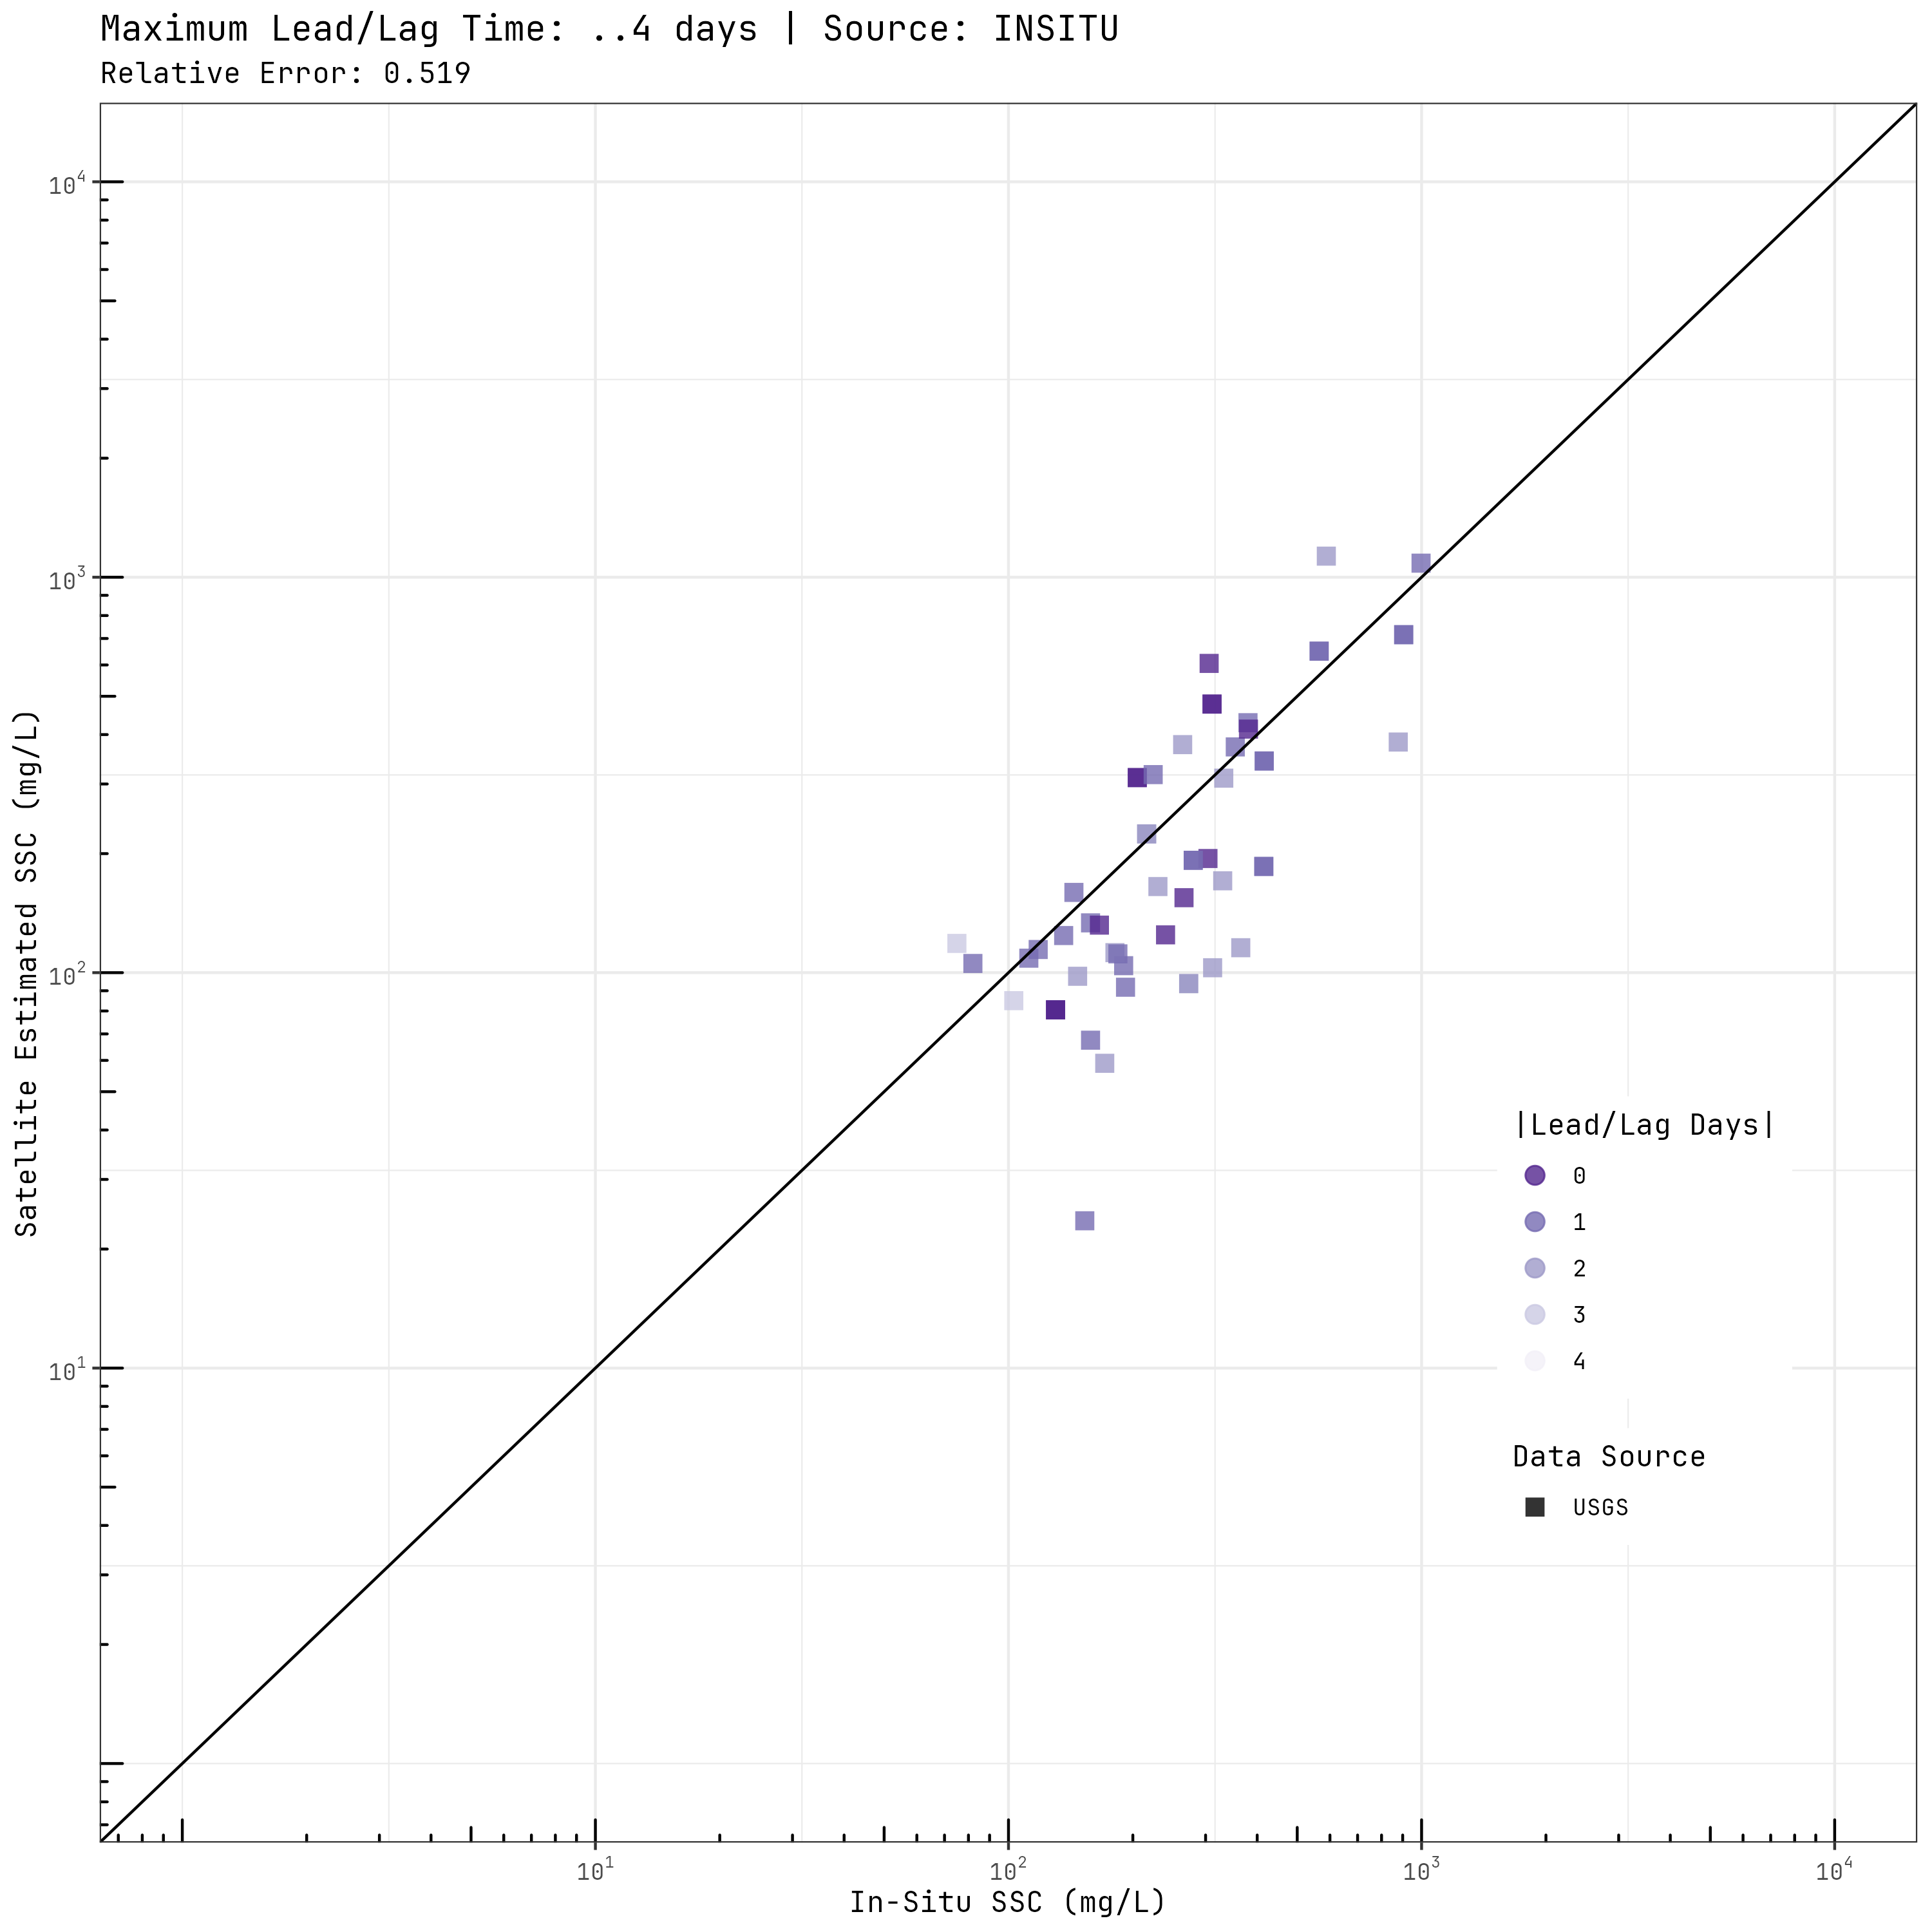 Maximum Lead/Lag Time: ..4 days | Source: INSITU
Relative Error: 0.519
Satellite Estimated SSC (mg/L)
10⁴
10³
10²
10¹
|Lead/Lag Days|
0
1
2
3
4
Data Source
USGS
10¹ 10² 10³ 10⁴
In-Situ SSC (mg/L)